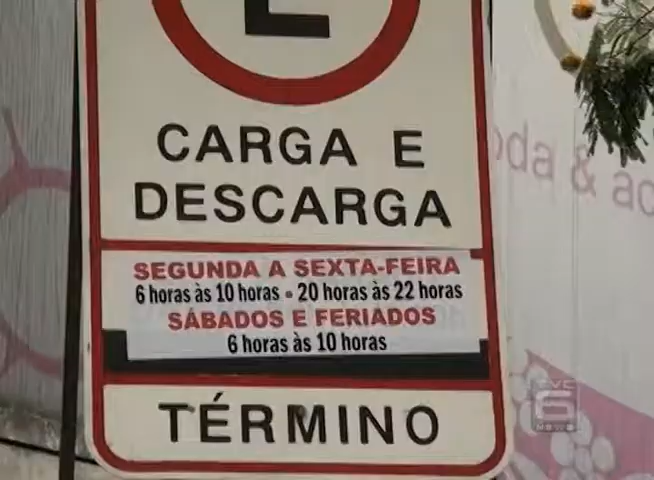 E
CARGA E
DESCARGA
SEGUNDA A SEXTA-FEIRA
6 horas às 10 horas - 20 horas às 22 horas
SÁBADOS E FERIADOS
6 horas às 10 horas
TÉRMINO
oda & ac
6